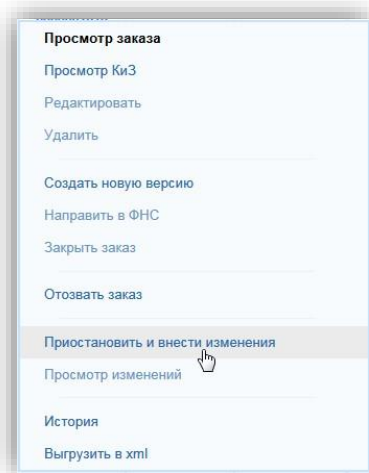 Просмотр заказа
Просмотр КиЗ
Редактировать
Удалить
Создать новую версию
Направить в ФНС
Закрыть заказ
Отозвать заказ
Приостановить и внести изменения
Просмотр изменений
История
Выгрузить в xml